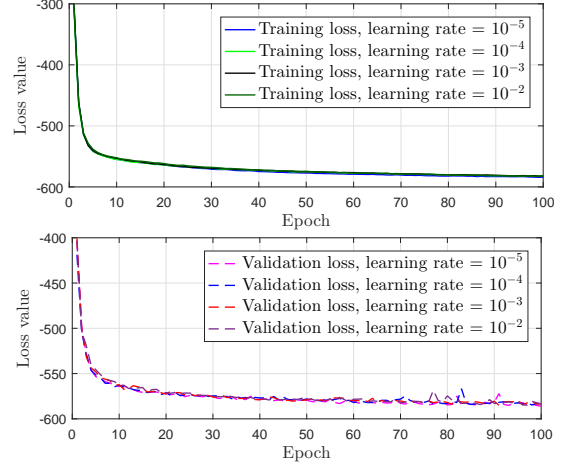 -300
-400
-500
-600
Loss value
Training loss, learning rate = 10⁻⁵
Training loss, learning rate = 10⁻⁴
Training loss, learning rate = 10⁻³
Training loss, learning rate = 10⁻²
0 10 20 30 40 50 60 70 80 90 100
Epoch
-400
-450
-500
-550
-600
Loss value
Validation loss, learning rate = 10⁻⁵
Validation loss, learning rate = 10⁻⁴
Validation loss, learning rate = 10⁻³
Validation loss, learning rate = 10⁻²
0 10 20 30 40 50 60 70 80 90 100
Epoch